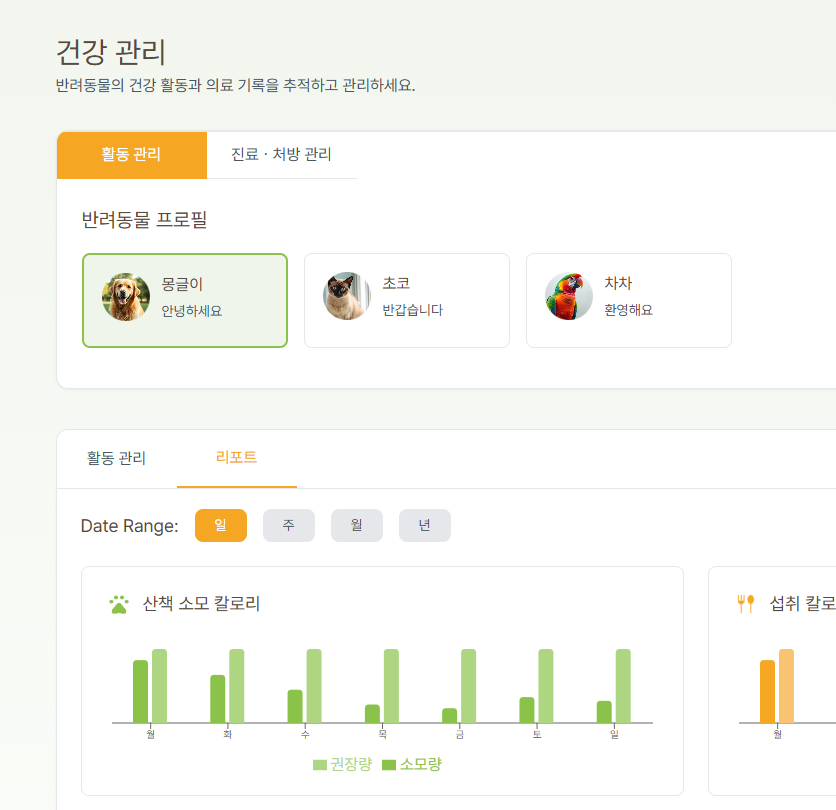 건강 관리
반려동물의 건강 활동과 의료 기록을 추적하고 관리하세요.
활동 관리
진료 · 처방 관리
반려동물 프로필
몽글이
안녕하세요
초코
반갑습니다
차차
환영해요
활동 관리
리포트
Date Range:
일
주
월
년
산책 소모 칼로리
월
화
수
목
금
토
일
권장량
소모량
섭취 칼로
월